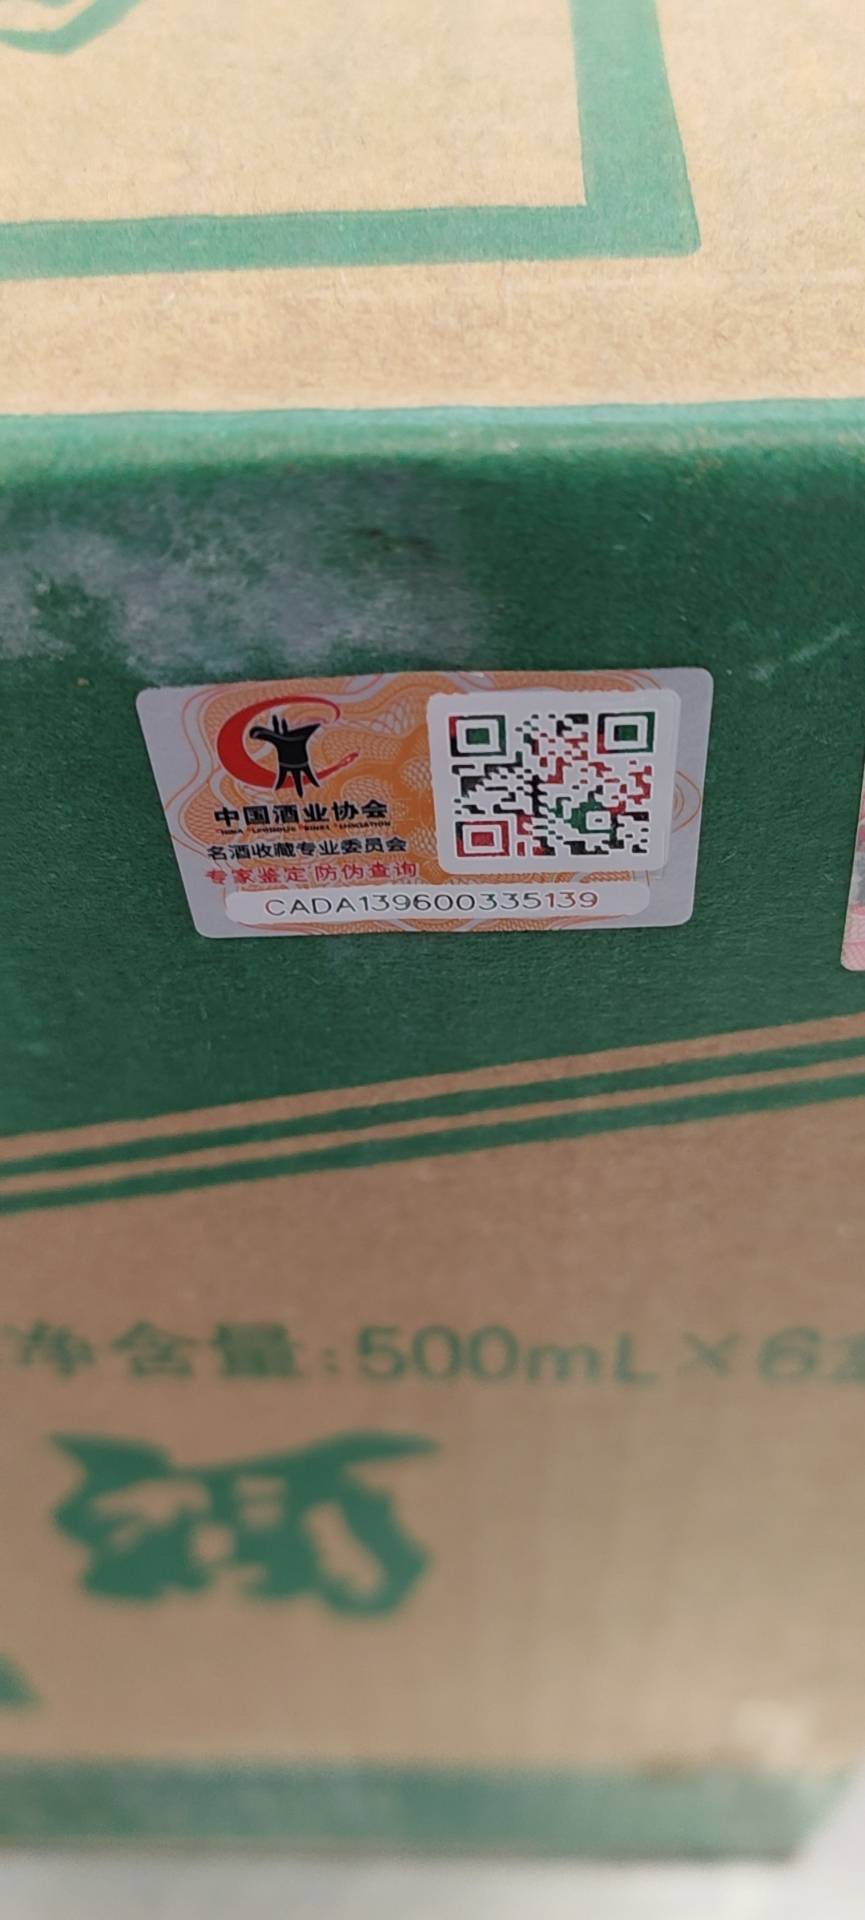 中国酒业协会
名酒收藏专业委员会
专家鉴定 防伪查询
CADA139600335139
净含量:500mL×6